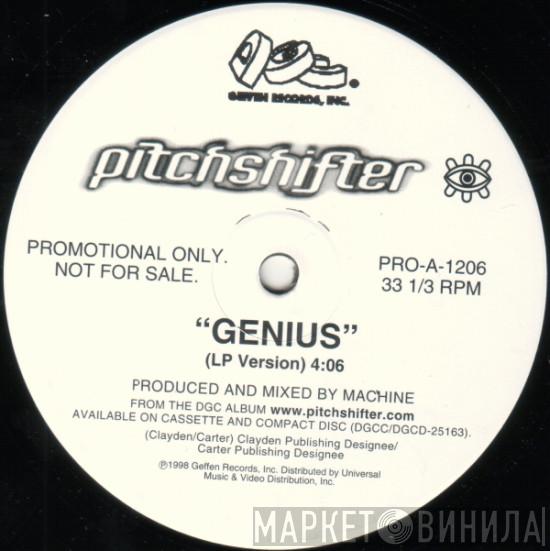 GEFFEN RECORDS, INC.
pitchshifter
PROMOTIONAL ONLY.
NOT FOR SALE.
PRO-A-1206
33 1/3 RPM
“GENIUS”
(LP Version) 4:06
PRODUCED AND MIXED BY MACHINE
FROM THE DGC ALBUM www.pitchshifter.com
AVAILABLE ON CASSETTE AND COMPACT DISC (DGCC/DGCD-25163).
(Clayden/Carter) Clayden Publishing Designee/
Carter Publishing Designee
℗1998 Geffen Records, Inc. Distributed by Universal
Music & Video Distribution, Inc.
МАРКЕТ ВИНИЛА